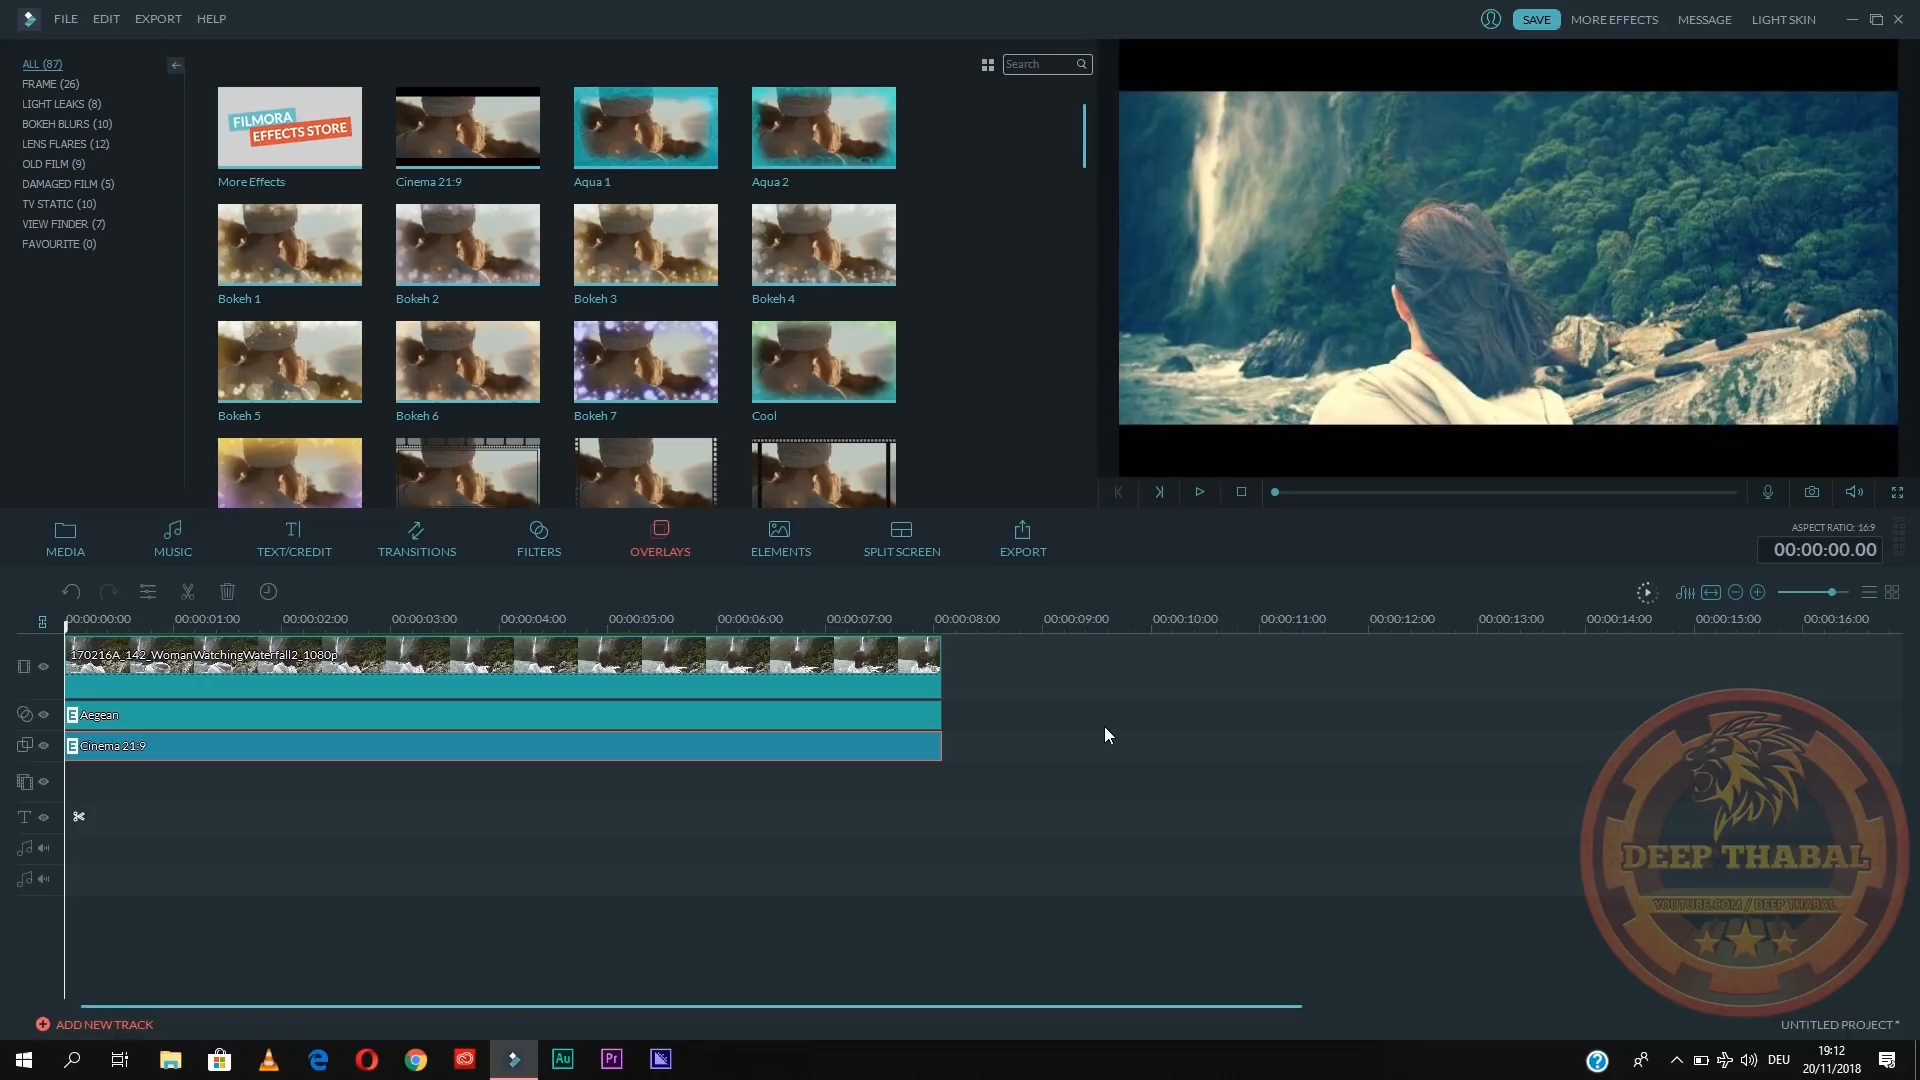 FILE EDIT EXPORT HELP
SAVE MORE EFFECTS MESSAGE LIGHT SKIN
ALL (87)
FRAME (26)
LIGHT LEAKS (8)
BOKEH BLURS (10)
LENS FLARES (12)
OLD FILM (9)
DAMAGED FILM (5)
TV STATIC (10)
VIEW FINDER (7)
FAVOURITE (0)
Search
FILMORA
EFFECTS STORE
More Effects Cinema 21:9 Aqua 1 Aqua 2
Bokeh 1 Bokeh 2 Bokeh 3 Bokeh 4
Bokeh 5 Bokeh 6 Bokeh 7 Cool
MEDIA MUSIC TEXT/CREDIT TRANSITIONS FILTERS OVERLAYS ELEMENTS SPLIT SCREEN EXPORT
ASPECT RATIO: 16:9
00:00:00.00
00:00:00:00 00:00:01:00 00:00:02:00 00:00:03:00 00:00:04:00 00:00:05:00 00:00:06:00 00:00:07:00 00:00:08:00 00:00:09:00 00:00:10:00 00:00:11:00 00:00:12:00 00:00:13:00 00:00:14:00 00:00:15:00 00:00:16:00
170216A_142_WomanWatchingWaterfall2_1080p
E Aegean
E Cinema 21:9
DEEP THABAL
YOUTUBE.COM / DEEP THABAL
ADD NEW TRACK
UNTITLED PROJECT *
Au Pr
DEU
19:12
20/11/2018